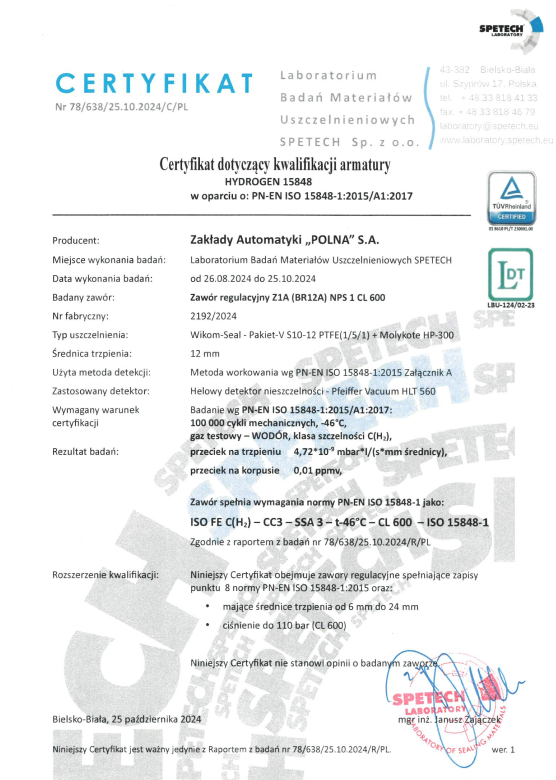 SPETECH
LABORATORY
CERTYFIKAT
Nr 78/638/25.10.2024/C/PL
Laboratorium
Badań Materiałów
Uszczelnieniowych
SPETECH Sp. z o.o.
43-382 Bielsko-Biała
ul. Szyprów 17, Polska
tel. + 48 33 818 41 33
fax. + 48 33 818 46 79
laboratory@spetech.eu
www.laboratory.spetech.eu
Certyfikat dotyczący kwalifikacji armatury
HYDROGEN 15848
w oparciu o: PN-EN ISO 15848-1:2015/A1:2017
TÜVRheinland
CERTIFIED
LDT
LBU-124/02-23
Producent: Zakłady Automatyki „POLNA” S.A.
Miejsce wykonania badań: Laboratorium Badań Materiałów Uszczelnieniowych SPETECH
Data wykonania badań: od 26.08.2024 do 25.10.2024
Badany zawór: Zawór regulacyjny Z1A (BR12A) NPS 1 CL 600
Nr fabryczny: 2192/2024
Typ uszczelnienia: Wikom-Seal - Pakiet-V S10-12 PTFE(1/5/1) + Molykote HP-300
Średnica trzpienia: 12 mm
Użyta metoda detekcji: Metoda workowania wg PN-EN ISO 15848-1:2015 Załącznik A
Zastosowany detektor: Helowy detektor nieszczelności - Pfeiffer Vacuum HLT 560
Wymagany warunek Badanie wg PN-EN ISO 15848-1:2015/A1:2017:
certyfikacji 100 000 cykli mechanicznych, -46°C,
gaz testowy – WODÓR, klasa szczelności C(H₂),
Rezultat badań: przeciek na trzpieniu 4,72*10⁻⁹ mbar*l/(s*mm średnicy),
przeciek na korpusie 0,01 ppmv,
Zawór spełnia wymagania normy PN-EN ISO 15848-1 jako:
ISO FE C(H₂) – CC3 – SSA 3 – t-46°C – CL 600 – ISO 15848-1
Zgodnie z raportem z badań nr 78/638/25.10.2024/R/PL
Rozszerzenie kwalifikacji: Niniejszy Certyfikat obejmuje zawory regulacyjne spełniające zapisy
punktu 8 normy PN-EN ISO 15848-1:2015 oraz:
• mające średnice trzpienia od 6 mm do 24 mm
• ciśnienie do 110 bar (CL 600)
Niniejszy Certyfikat nie stanowi opinii o badanym zaworze.
SPETECH
LABORATORY
LABORATORY OF SEALING MATERIALS
Bielsko-Biała, 25 października 2024 mgr inż. Janusz Zajączek
Niniejszy Certyfikat jest ważny jedynie z Raportem z badań nr 78/638/25.10.2024/R/PL. wer. 1